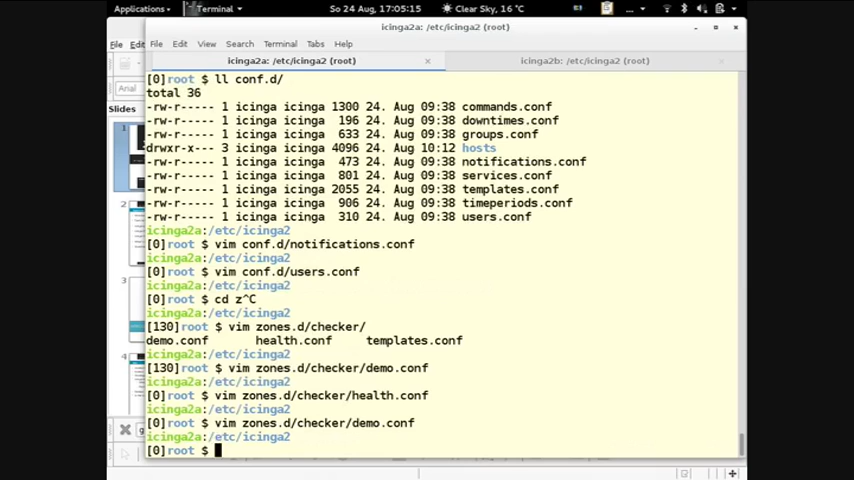 Applications
Terminal
So 24 Aug, 17:05:15
Clear Sky, 16 °C
...
icinga2a: /etc/icinga2 (root)
File Edit View Search Terminal Tabs Help
icinga2a: /etc/icinga2 (root)
icinga2b: /etc/icinga2 (root)
File
Arial
Slides
1
2
3
4
[0]root $ ll conf.d/
total 36
-rw-r----- 1 icinga icinga 1300 24. Aug 09:38 commands.conf
-rw-r----- 1 icinga icinga 196 24. Aug 09:38 downtimes.conf
-rw-r----- 1 icinga icinga 633 24. Aug 09:38 groups.conf
drwxr-x--- 3 icinga icinga 4096 24. Aug 10:12 hosts
-rw-r----- 1 icinga icinga 473 24. Aug 09:38 notifications.conf
-rw-r----- 1 icinga icinga 801 24. Aug 09:38 services.conf
-rw-r----- 1 icinga icinga 2055 24. Aug 09:38 templates.conf
-rw-r----- 1 icinga icinga 906 24. Aug 09:38 timeperiods.conf
-rw-r----- 1 icinga icinga 310 24. Aug 09:38 users.conf
icinga2a:/etc/icinga2
[0]root $ vim conf.d/notifications.conf
icinga2a:/etc/icinga2
[0]root $ vim conf.d/users.conf
icinga2a:/etc/icinga2
[0]root $ cd z^C
icinga2a:/etc/icinga2
[130]root $ vim zones.d/checker/
demo.conf health.conf templates.conf
icinga2a:/etc/icinga2
[130]root $ vim zones.d/checker/demo.conf
icinga2a:/etc/icinga2
[0]root $ vim zones.d/checker/health.conf
icinga2a:/etc/icinga2
[0]root $ vim zones.d/checker/demo.conf
icinga2a:/etc/icinga2
[0]root $